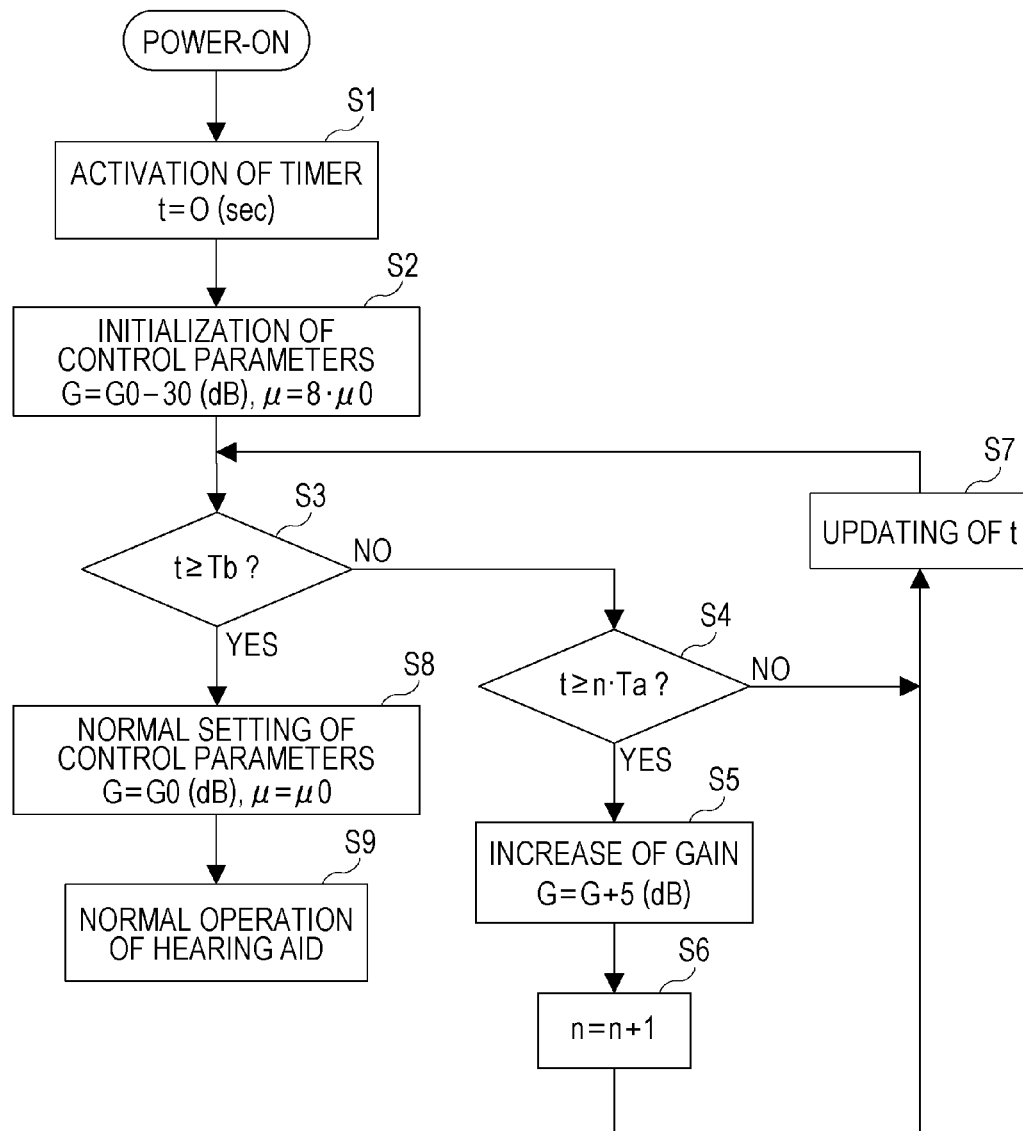 POWER-ON
S1
ACTIVATION OF TIMER
t=O (sec)
S2
INITIALIZATION OF
CONTROL PARAMETERS
G=G0−30 (dB), μ=8·μ0
S7
UPDATING OF t
S3
t≥Tb ?
NO
YES
S4
t≥n·Ta ?
NO
YES
S8
NORMAL SETTING OF
CONTROL PARAMETERS
G=G0 (dB), μ=μ0
S5
INCREASE OF GAIN
G=G+5 (dB)
S9
NORMAL OPERATION
OF HEARING AID
S6
n=n+1